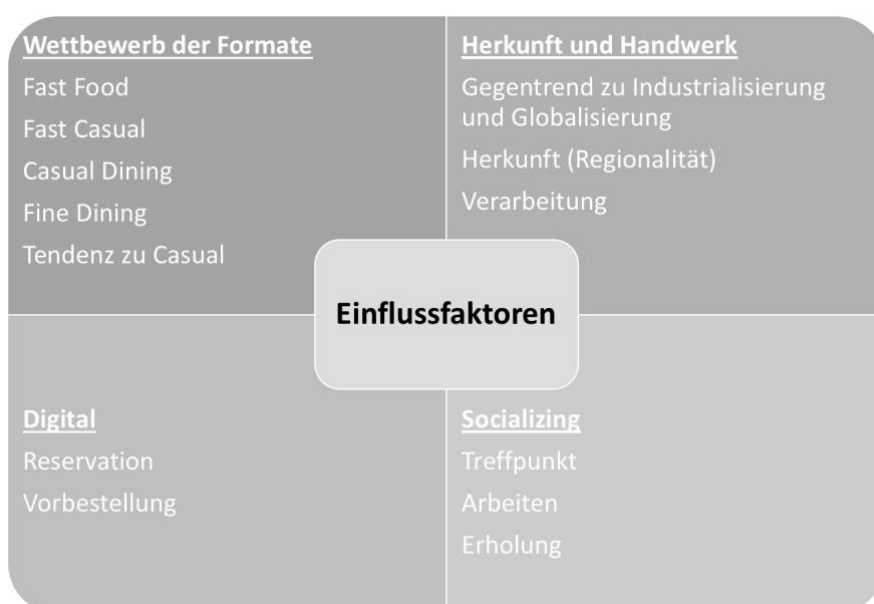 Wettbewerb der Formate
Fast Food
Fast Casual
Casual Dining
Fine Dining
Tendenz zu Casual
Herkunft und Handwerk
Gegentrend zu Industrialisierung
und Globalisierung
Herkunft (Regionalität)
Verarbeitung
Einflussfaktoren
Digital
Reservation
Vorbestellung
Socializing
Treffpunkt
Arbeiten
Erholung